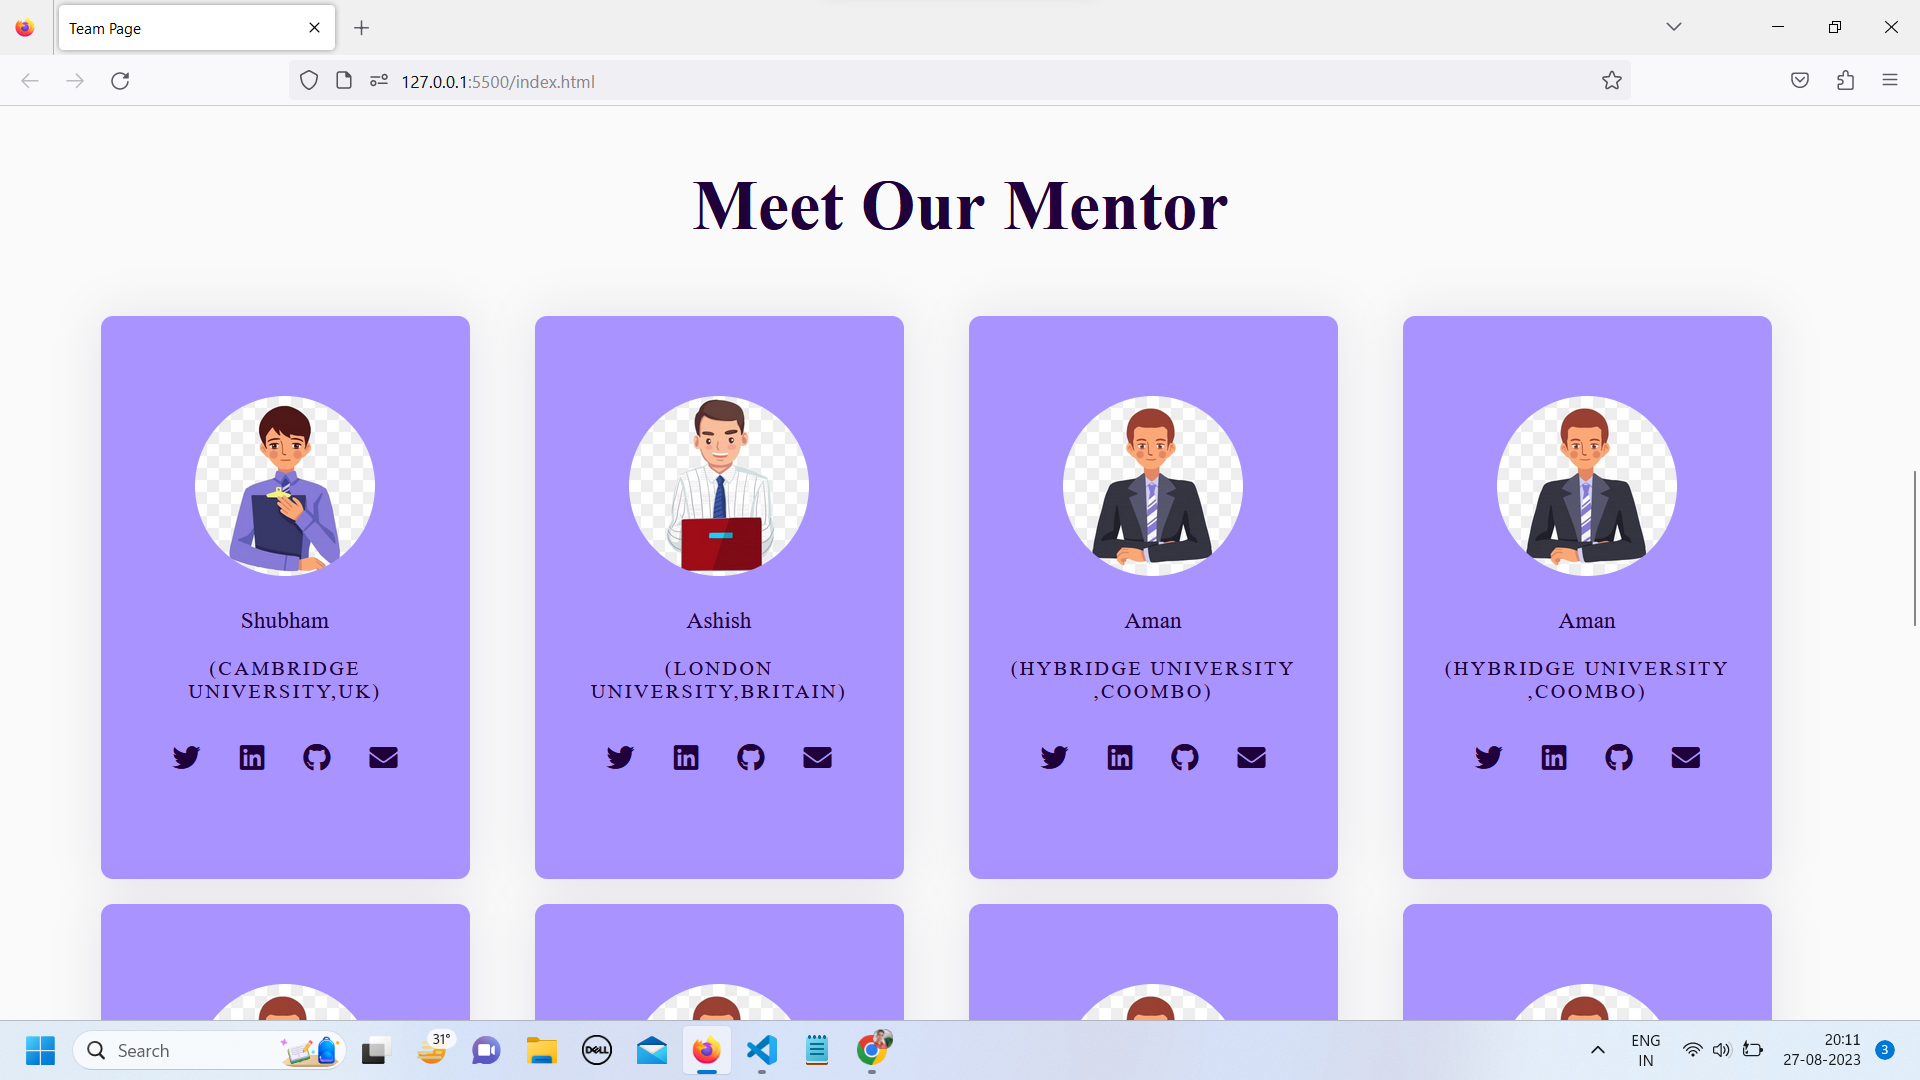 Team Page
127.0.0.1:5500/index.html
Meet Our Mentor
Shubham
(CAMBRIDGE
UNIVERSITY,UK)
Ashish
(LONDON
UNIVERSITY,BRITAIN)
Aman
(HYBRIDGE UNIVERSITY
,COOMBO)
Aman
(HYBRIDGE UNIVERSITY
,COOMBO)
Search
31°
DELL
ENG
IN
20:11
27-08-2023
3